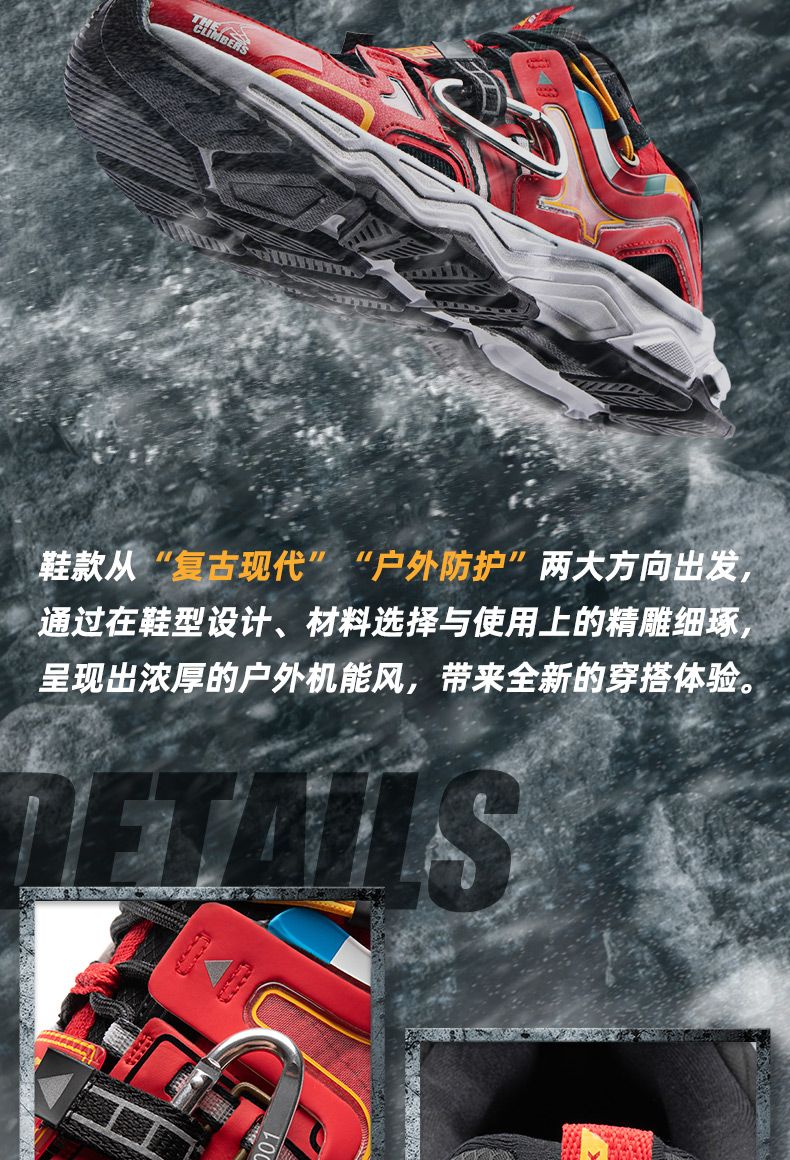 THE
CLIMBERS
鞋款从“复古现代”“户外防护”两大方向出发，
通过在鞋型设计、材料选择与使用上的精雕细琢，
呈现出浓厚的户外机能风，带来全新的穿搭体验。
DETAILS
001